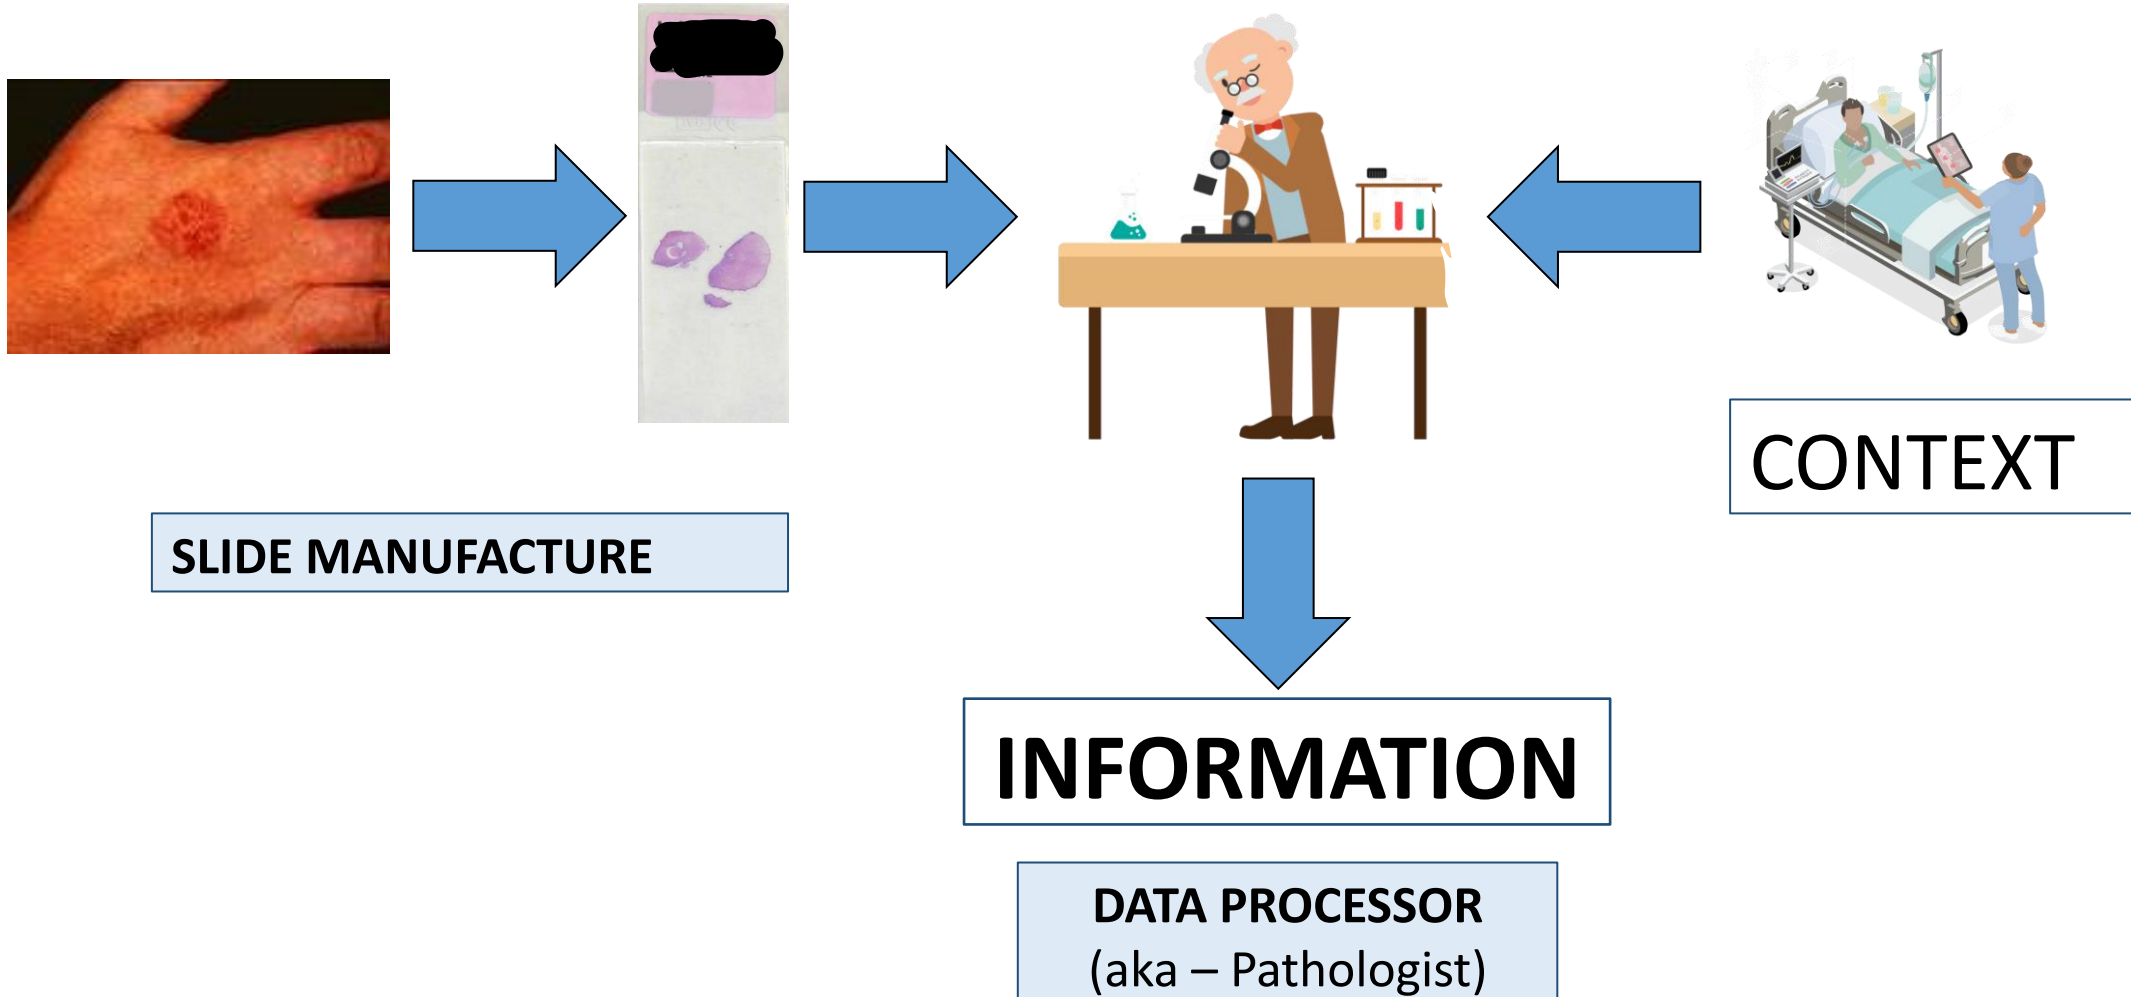 SLIDE MANUFACTURE
CONTEXT
INFORMATION
DATA PROCESSOR
(aka – Pathologist)